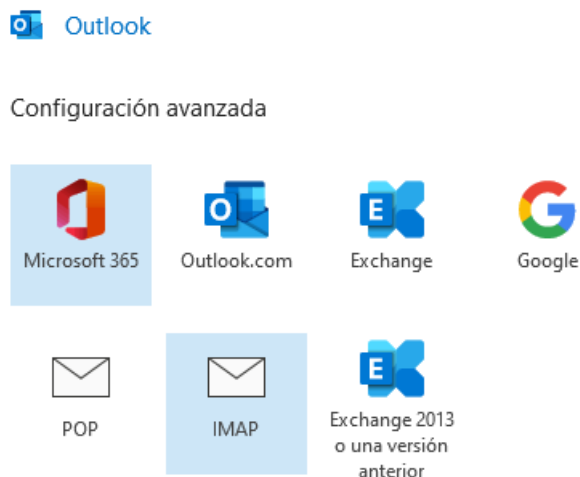 Outlook
Configuración avanzada
Microsoft 365
Outlook.com
Exchange
Google
POP
IMAP
Exchange 2013
o una versión
anterior